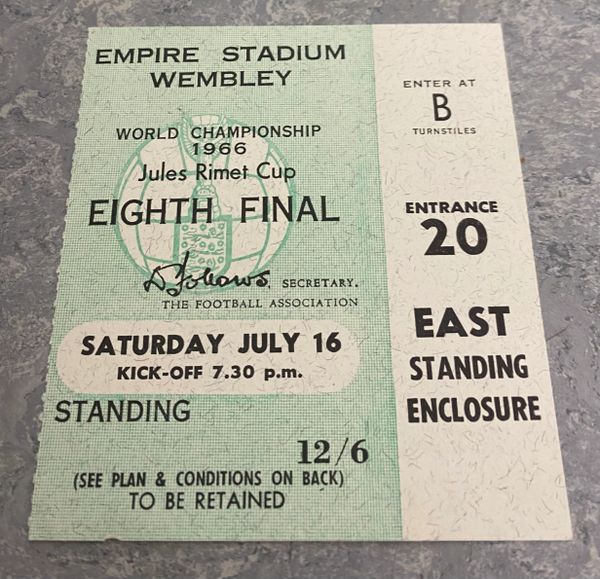 EMPIRE STADIUM
WEMBLEY
WORLD CHAMPIONSHIP
1966
Jules Rimet Cup
EIGHTH FINAL
D Follows, SECRETARY.
THE FOOTBALL ASSOCIATION
SATURDAY JULY 16
KICK-OFF 7.30 p.m.
STANDING
12/6
(SEE PLAN & CONDITIONS ON BACK)
TO BE RETAINED
ENTER AT
B
TURNSTILES
ENTRANCE
20
EAST
STANDING
ENCLOSURE